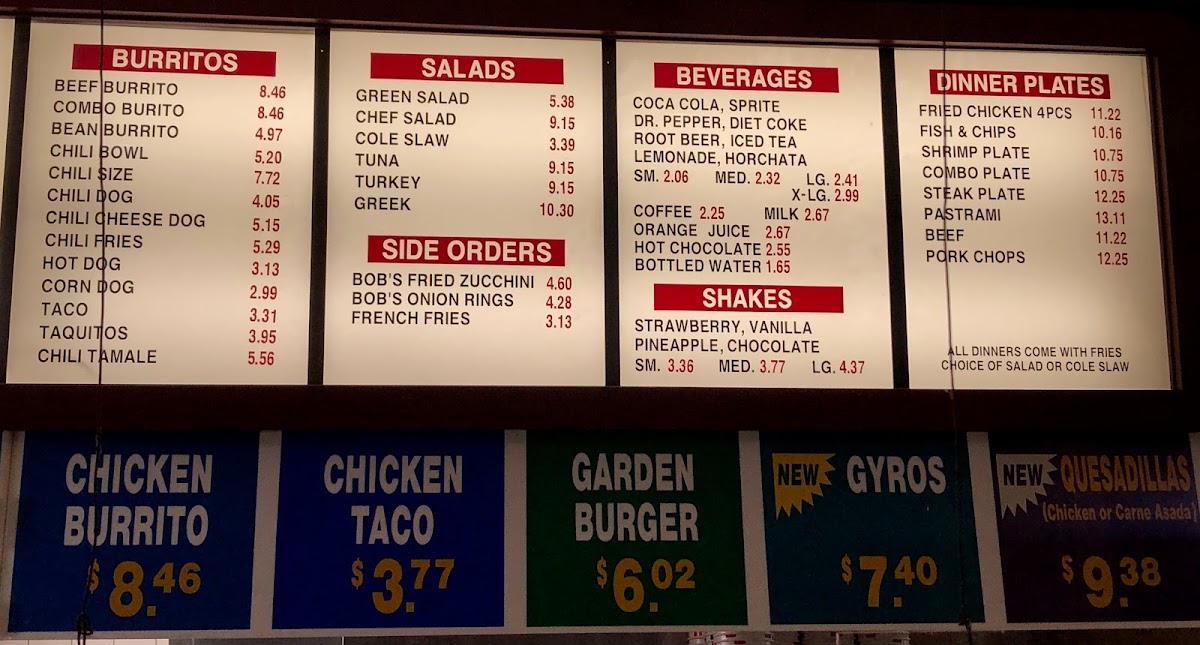 BURRITOS
BEEF BURRITO 8.46
COMBO BURITO 8.46
BEAN BURRITO 4.97
CHILI BOWL 5.20
CHILI SIZE 7.72
CHILI DOG 4.05
CHILI CHEESE DOG 5.15
CHILI FRIES 5.29
HOT DOG 3.13
CORN DOG 2.99
TACO 3.31
TAQUITOS 3.95
CHILI TAMALE 5.56
SALADS
GREEN SALAD 5.38
CHEF SALAD 9.15
COLE SLAW 3.39
TUNA 9.15
TURKEY 9.15
GREEK 10.30
SIDE ORDERS
BOB'S FRIED ZUCCHINI 4.60
BOB'S ONION RINGS 4.28
FRENCH FRIES 3.13
BEVERAGES
COCA COLA, SPRITE
DR. PEPPER, DIET COKE
ROOT BEER, ICED TEA
LEMONADE, HORCHATA
SM. 2.06 MED. 2.32 LG. 2.41
X-LG. 2.99
COFFEE 2.25 MILK 2.67
ORANGE JUICE 2.67
HOT CHOCOLATE 2.55
BOTTLED WATER 1.65
SHAKES
STRAWBERRY, VANILLA
PINEAPPLE, CHOCOLATE
SM. 3.36 MED. 3.77 LG. 4.37
DINNER PLATES
FRIED CHICKEN 4PCS 11.22
FISH & CHIPS 10.16
SHRIMP PLATE 10.75
COMBO PLATE 10.75
STEAK PLATE 12.25
PASTRAMI 13.11
BEEF 11.22
PORK CHOPS 12.25
ALL DINNERS COME WITH FRIES
CHOICE OF SALAD OR COLE SLAW
CHICKEN
BURRITO
$8.46
CHICKEN
TACO
$3.77
GARDEN
BURGER
$6.02
NEW GYROS
$7.40
NEW QUESADILLAS
(Chicken or Carne Asada)
$9.38